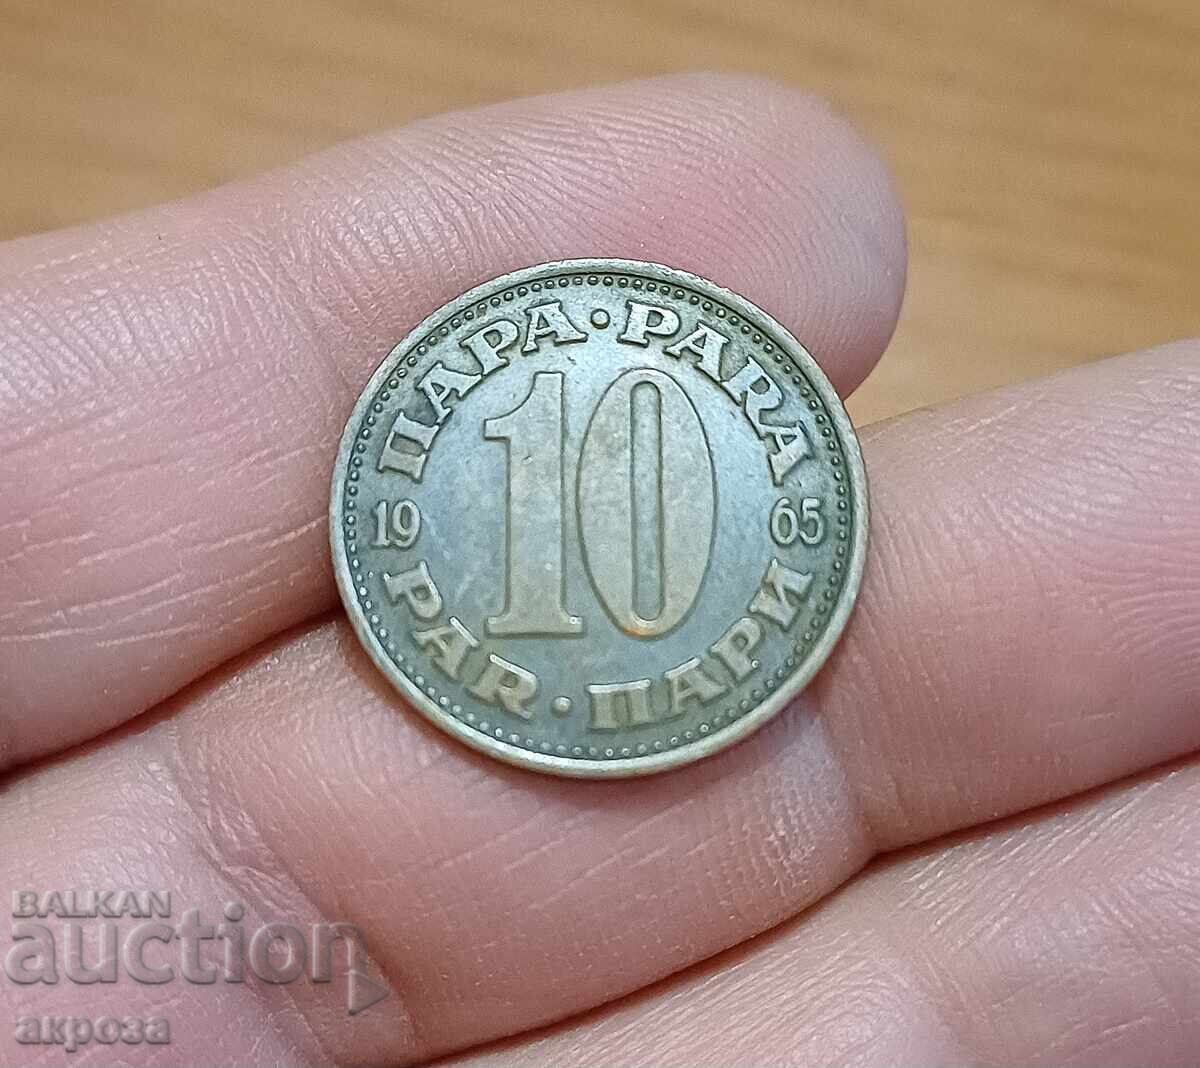 ПАРА · PARA
10
19 65
PAR · ПАРИ
BALKAN
auction
акроза